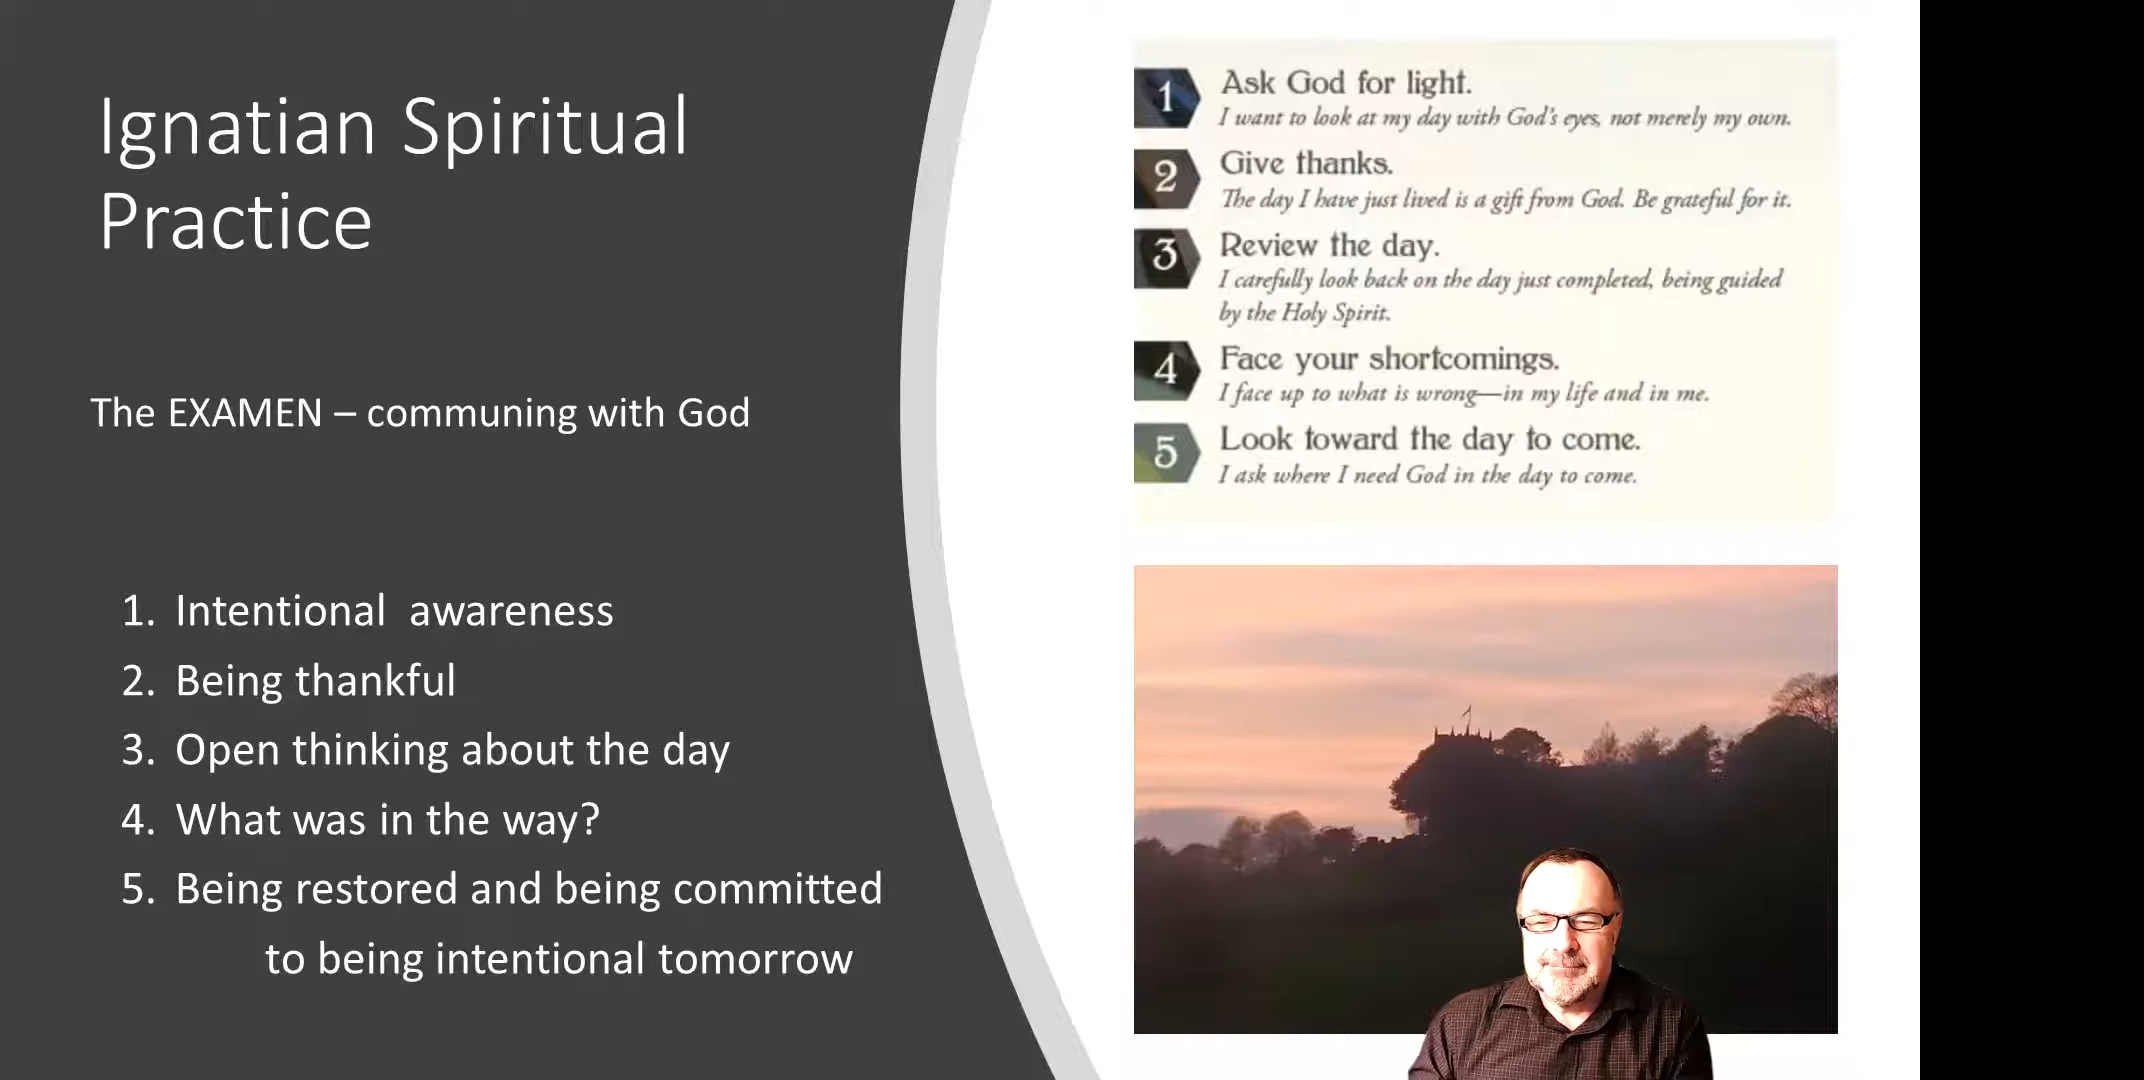 Ignatian Spiritual
Practice
The EXAMEN – communing with God
1. Intentional awareness
2. Being thankful
3. Open thinking about the day
4. What was in the way?
5. Being restored and being committed
to being intentional tomorrow
1 Ask God for light.
I want to look at my day with God's eyes, not merely my own.
2 Give thanks.
The day I have just lived is a gift from God. Be grateful for it.
3 Review the day.
I carefully look back on the day just completed, being guided
by the Holy Spirit.
4 Face your shortcomings.
I face up to what is wrong—in my life and in me.
5 Look toward the day to come.
I ask where I need God in the day to come.